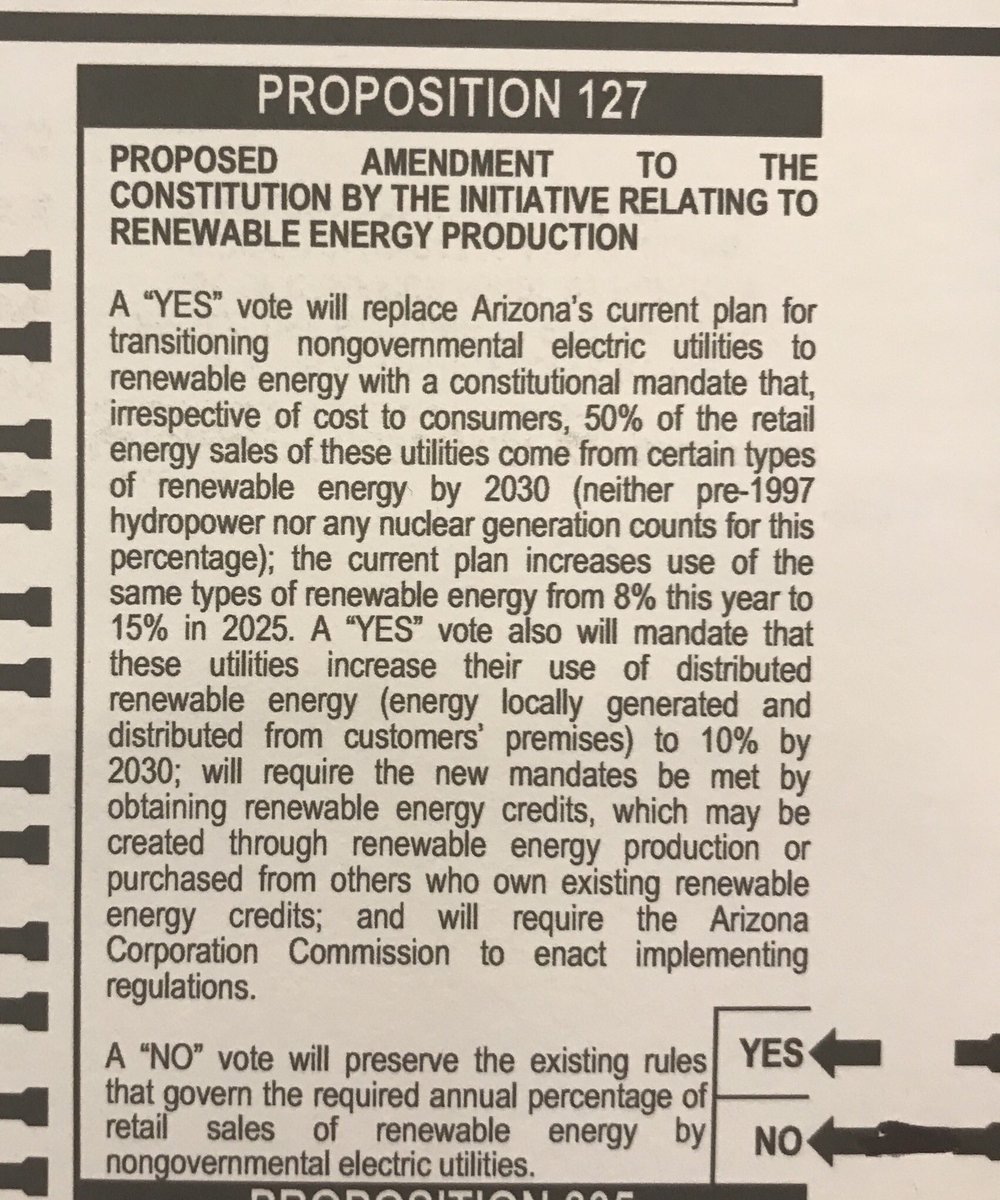 PROPOSITION 127
PROPOSED AMENDMENT TO THE
CONSTITUTION BY THE INITIATIVE RELATING TO
RENEWABLE ENERGY PRODUCTION
A “YES” vote will replace Arizona’s current plan for
transitioning nongovernmental electric utilities to
renewable energy with a constitutional mandate that,
irrespective of cost to consumers, 50% of the retail
energy sales of these utilities come from certain types
of renewable energy by 2030 (neither pre-1997
hydropower nor any nuclear generation counts for this
percentage); the current plan increases use of the
same types of renewable energy from 8% this year to
15% in 2025. A “YES” vote also will mandate that
these utilities increase their use of distributed
renewable energy (energy locally generated and
distributed from customers’ premises) to 10% by
2030; will require the new mandates be met by
obtaining renewable energy credits, which may be
created through renewable energy production or
purchased from others who own existing renewable
energy credits; and will require the Arizona
Corporation Commission to enact implementing
regulations.
A “NO” vote will preserve the existing rules
that govern the required annual percentage of
retail sales of renewable energy by
nongovernmental electric utilities.
YES
NO
PROPOSITION